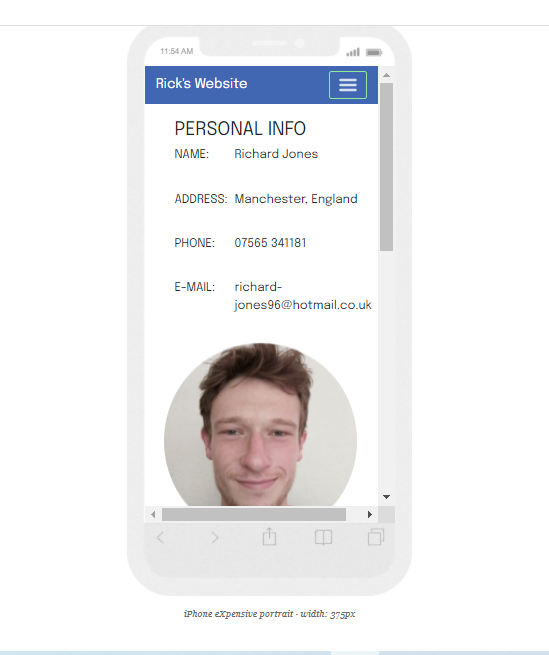 11:54 AM
Rick's Website
PERSONAL INFO
NAME: Richard Jones
ADDRESS: Manchester, England
PHONE: 07565 341181
E-MAIL: richard-
jones96@hotmail.co.uk
iPhone eXpensive portrait · width: 375px